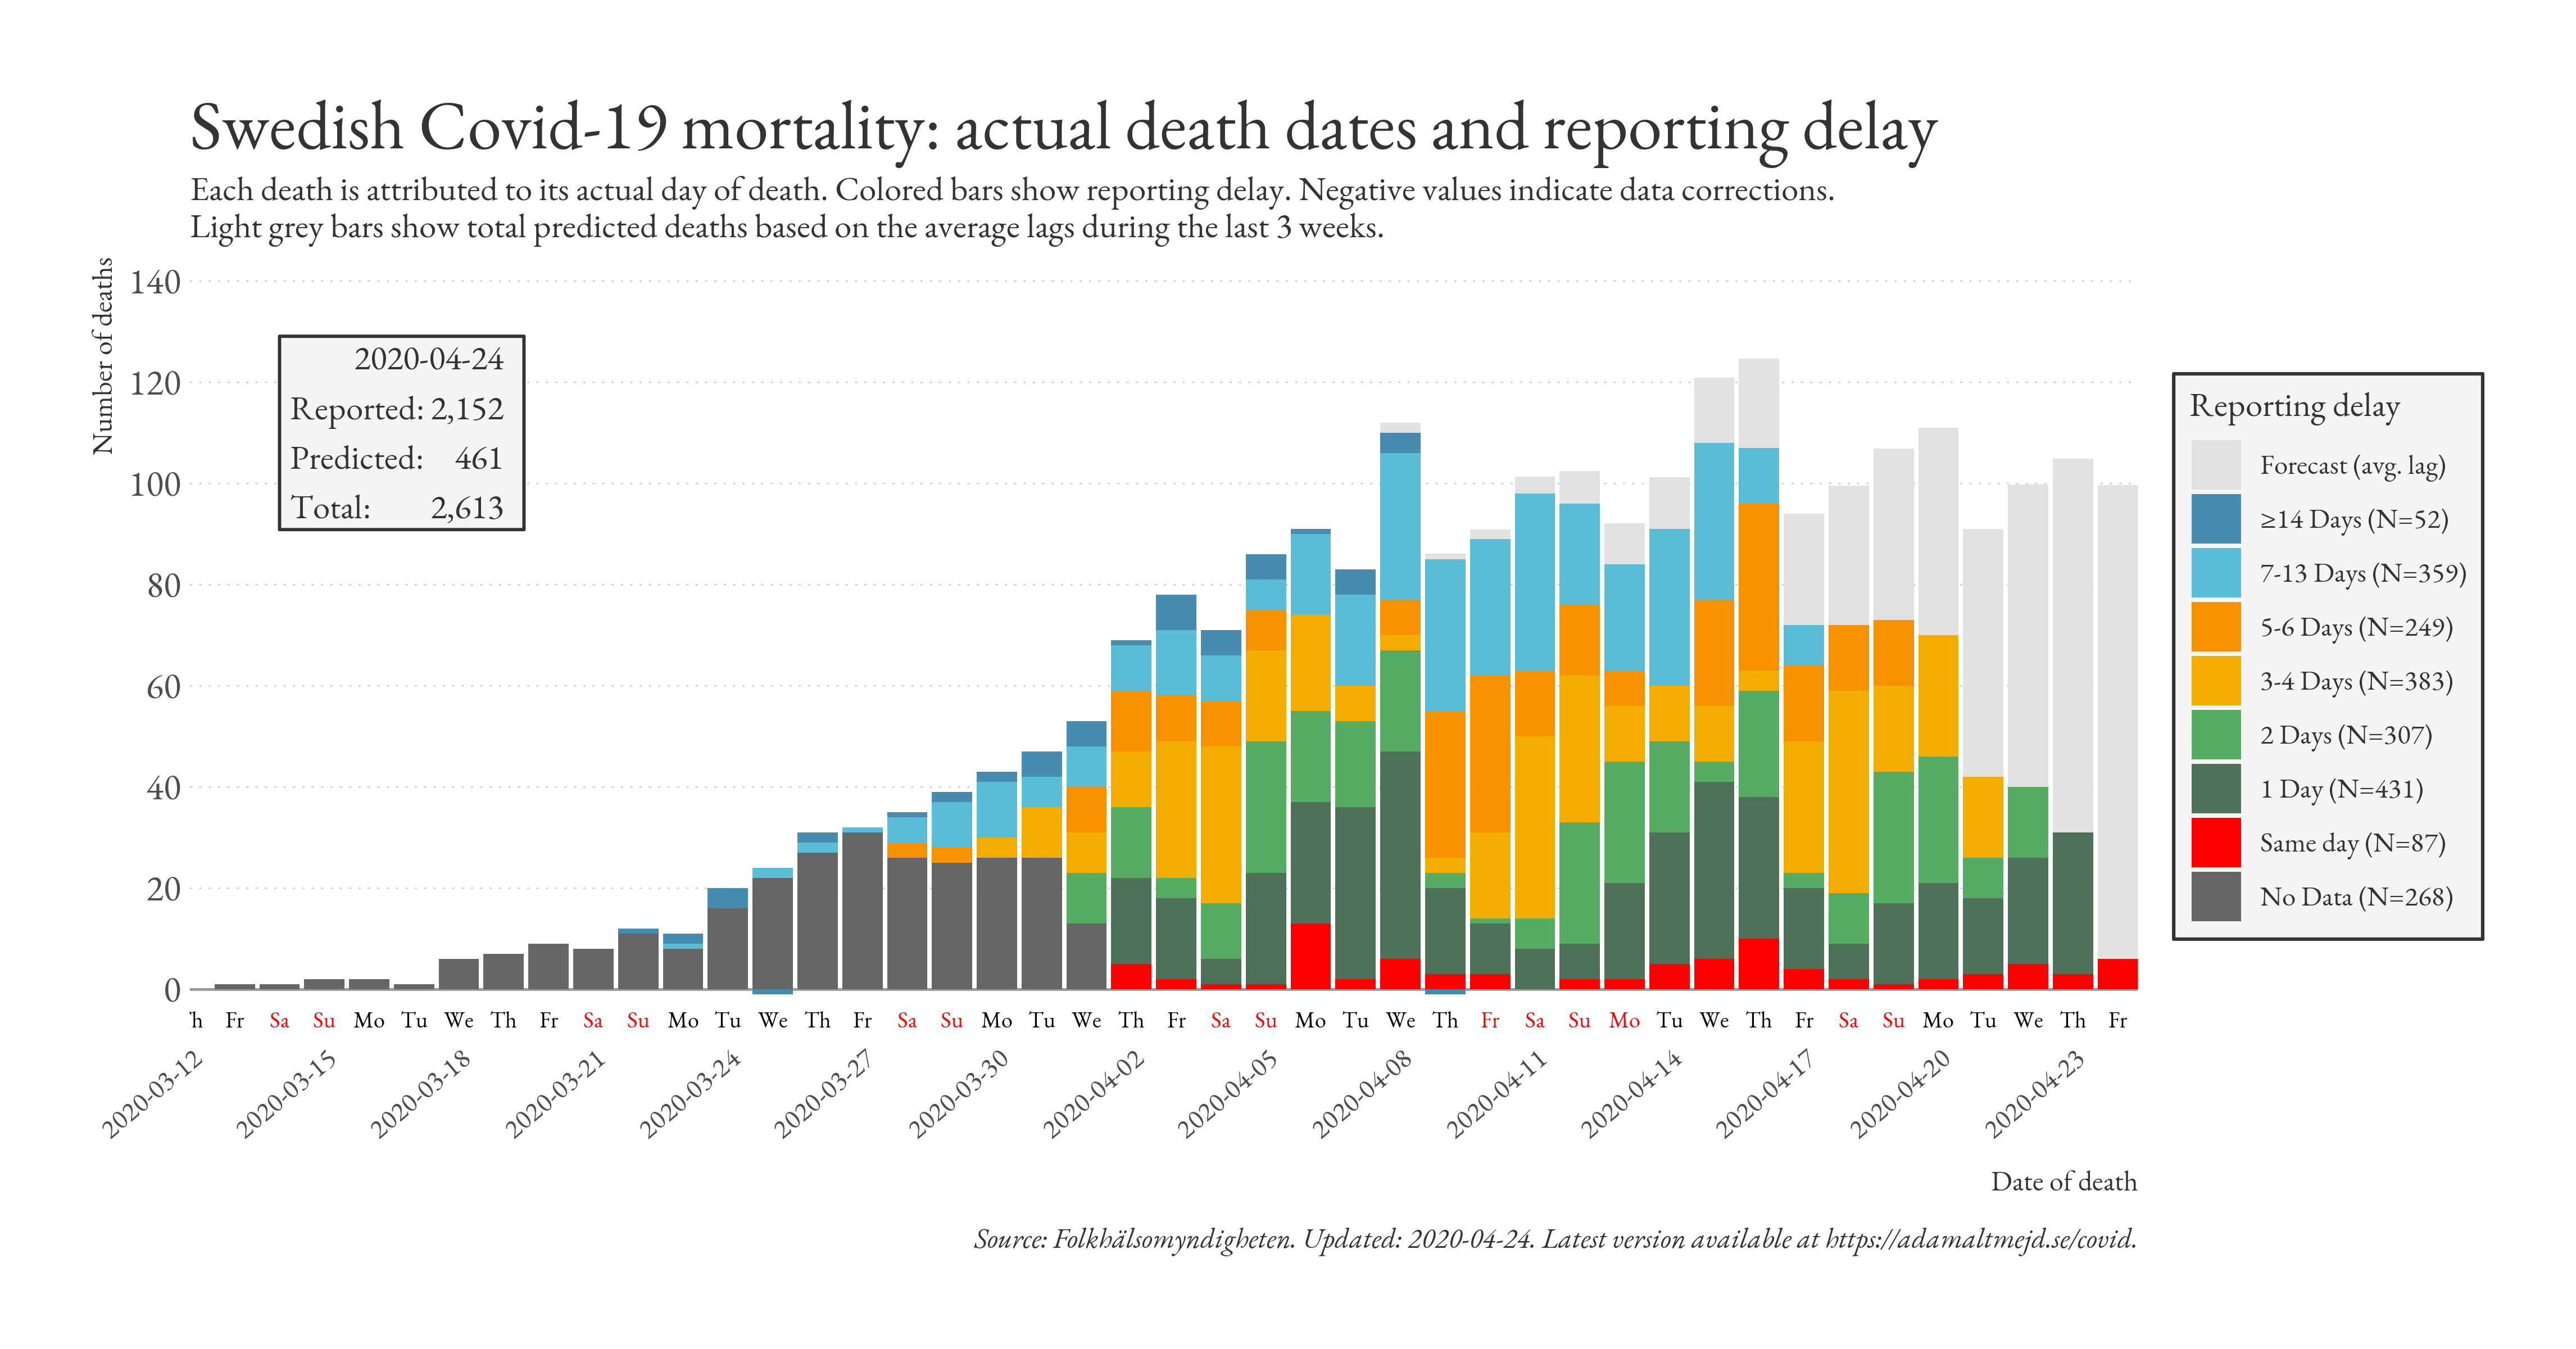 Swedish Covid-19 mortality: actual death dates and reporting delay
Each death is attributed to its actual day of death. Colored bars show reporting delay. Negative values indicate data corrections.
Light grey bars show total predicted deaths based on the average lags during the last 3 weeks.
Number of deaths
140
120
100
80
60
40
20
0
2020-04-24
Reported: 2,152
Predicted: 461
Total: 2,613
Reporting delay
Forecast (avg. lag)
≥14 Days (N=52)
7-13 Days (N=359)
5-6 Days (N=249)
3-4 Days (N=383)
2 Days (N=307)
1 Day (N=431)
Same day (N=87)
No Data (N=268)
h Fr Sa Su Mo Tu We Th Fr Sa Su Mo Tu We Th Fr Sa Su Mo Tu We Th Fr Sa Su Mo Tu We Th Fr Sa Su Mo Tu We Th Fr Sa Su Mo Tu We Th Fr
2020-03-12 2020-03-15 2020-03-18 2020-03-21 2020-03-24 2020-03-27 2020-03-30 2020-04-02 2020-04-05 2020-04-08 2020-04-11 2020-04-14 2020-04-17 2020-04-20 2020-04-23
Date of death
Source: Folkhälsomyndigheten. Updated: 2020-04-24. Latest version available at https://adamaltmejd.se/covid.